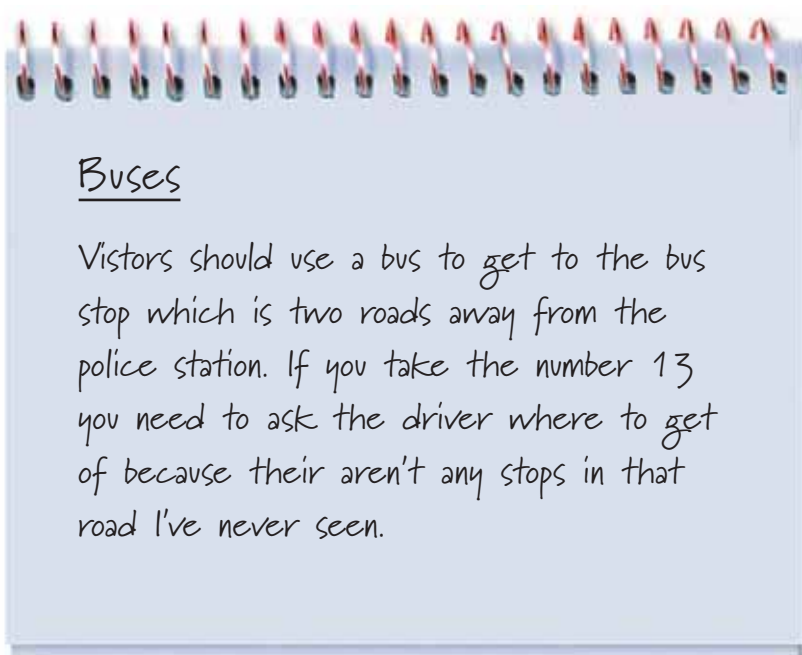 Buses
Vistors should use a bus to get to the bus
stop which is two roads away from the
police station. If you take the number 13
you need to ask the driver where to get
of because their aren't any stops in that
road I've never seen.